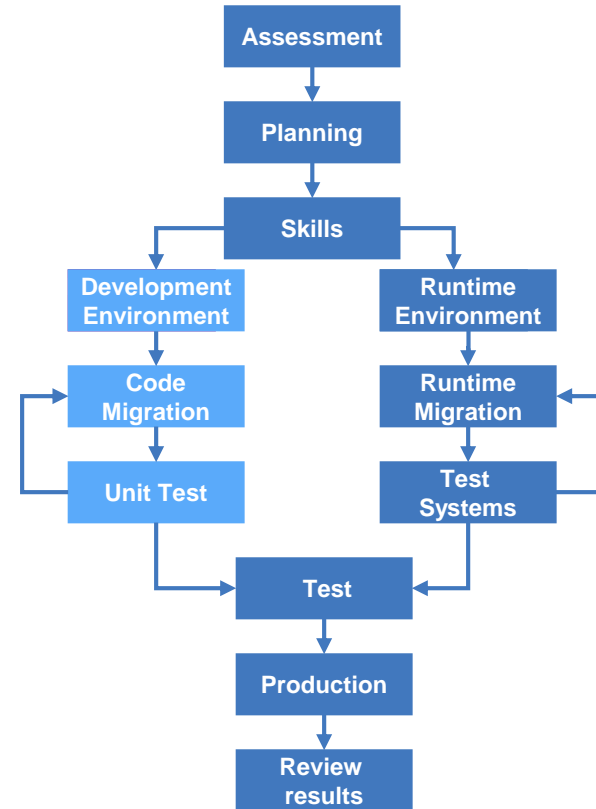 Assessment
Planning
Skills
Development
Environment
Runtime
Environment
Code
Migration
Runtime
Migration
Unit Test
Test
Systems
Test
Production
Review
results